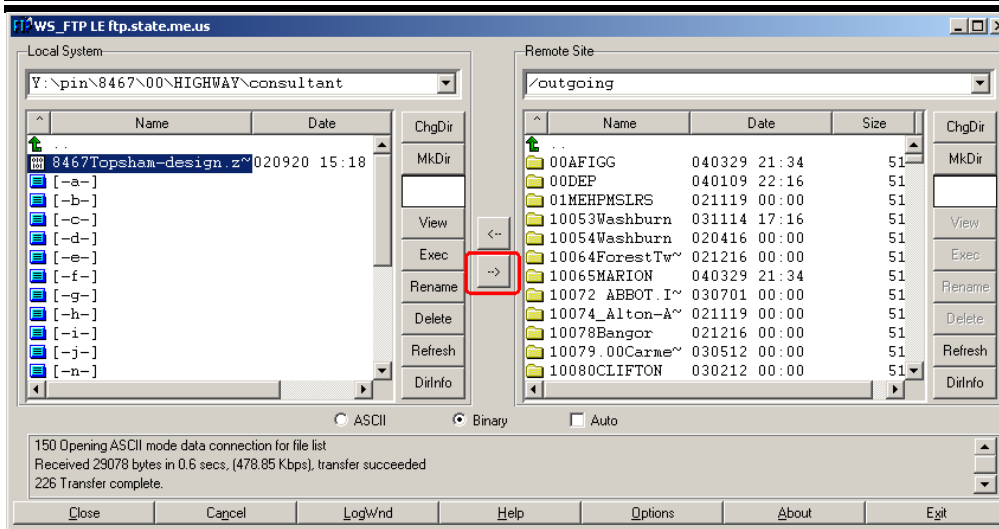 WS_FTP LE ftp.state.me.us
Local System
Y:\pin\8467\00\HIGHWAY\consultant
^ Name Date
..
8467Topsham-design.z~ 020920 15:18
[-a-]
[-b-]
[-c-]
[-d-]
[-e-]
[-f-]
[-g-]
[-h-]
[-i-]
[-j-]
[-n-]
ChgDir
MkDir
View
Exec
Rename
Delete
Refresh
DirInfo
<--
-->
Remote Site
/outgoing
^ Name Date Size
..
00AFIGG 040329 21:34 51
00DEP 040109 22:16 51
01MEHPMSLRS 021119 00:00 51
10053Washburn 031114 17:16 51
10054Washburn 020416 00:00 51
10064ForestTw~ 021216 00:00 51
10065MARION 040329 21:34 51
10072 ABBOT.I~ 030701 00:00 51
10074_Alton-A~ 021119 00:00 51
10078Bangor 021216 00:00 51
10079.00Carme~ 030512 00:00 51
10080CLIFTON 030212 00:00 51
ChgDir
MkDir
View
Exec
Rename
Delete
Refresh
DirInfo
ASCII Binary Auto
150 Opening ASCII mode data connection for file list
Received 29078 bytes in 0.6 secs, (478.85 Kbps), transfer succeeded
226 Transfer complete.
Close Cancel LogWnd Help Options About Exit